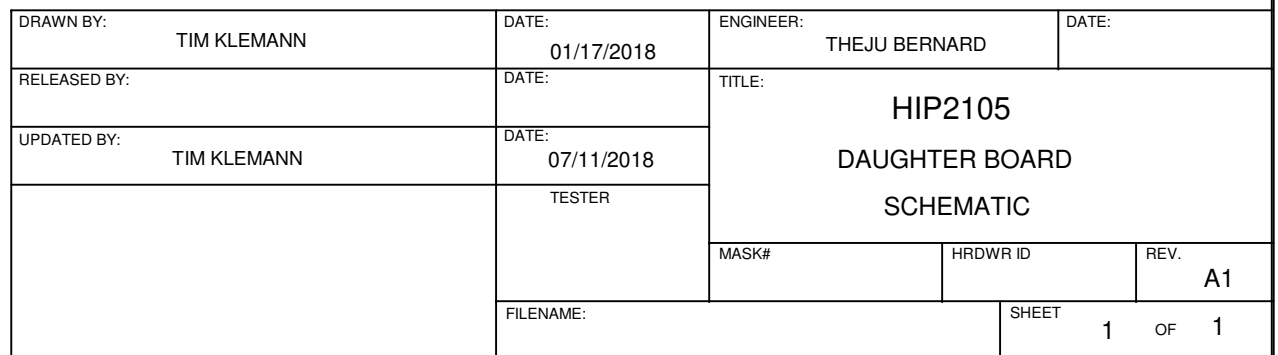 DRAWN BY:
TIM KLEMANN
DATE:
01/17/2018
ENGINEER:
THEJU BERNARD
DATE:
RELEASED BY:
DATE:
TITLE:
HIP2105
DAUGHTER BOARD
SCHEMATIC
UPDATED BY:
TIM KLEMANN
DATE:
07/11/2018
TESTER
MASK#
HRDWR ID
REV.
A1
FILENAME:
SHEET
1 OF 1